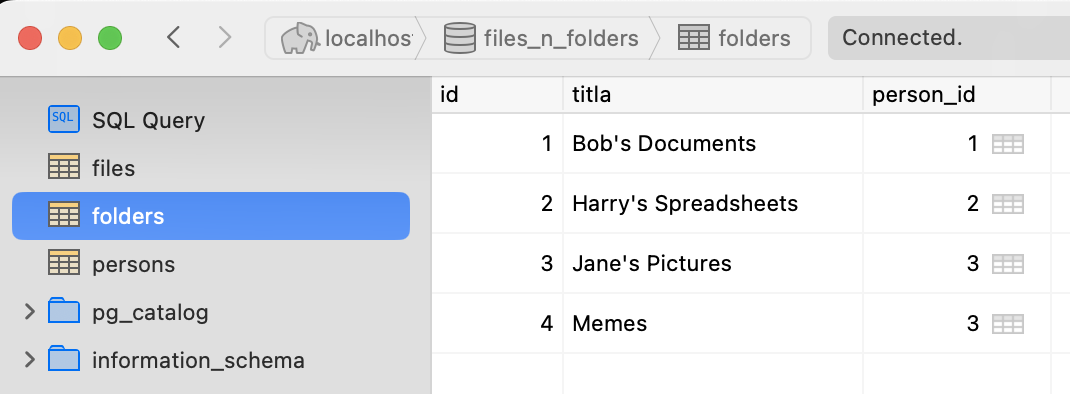 localhos files_n_folders folders Connected.
id titla person_id
SQL SQL Query
files
folders
persons
pg_catalog
information_schema
1 Bob's Documents 1
2 Harry's Spreadsheets 2
3 Jane's Pictures 3
4 Memes 3